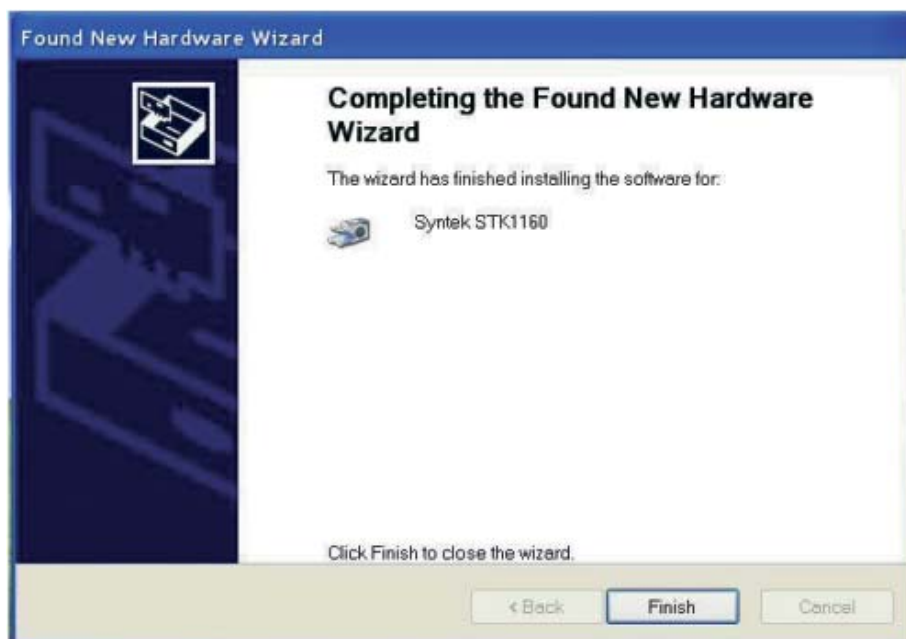 Found New Hardware Wizard
Completing the Found New Hardware
Wizard
The wizard has finished installing the software for:
Syntek STK1160
Click Finish to close the wizard.
< Back
Finish
Cancel